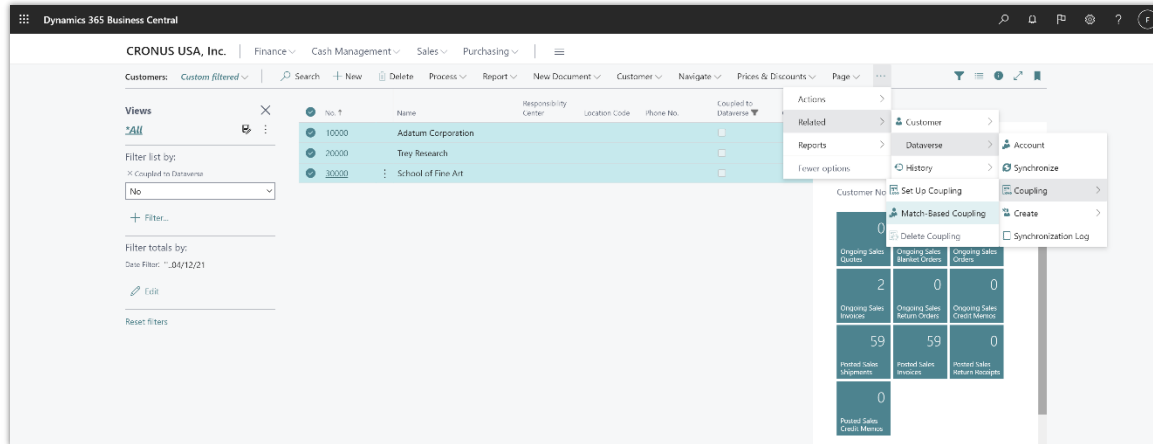 Dynamics 365 Business Central
CRONUS USA, Inc. Finance Cash Management Sales Purchasing
Customers: Custom filtered Search New Delete Process Report New Document Customer Navigate Prices & Discounts Page ...
Views
*All
Filter list by:
× Coupled to Dataverse
No
+ Filter...
Filter totals by:
Date Filter: ''..04/12/21
Edit
Reset filters
No. ↑ Name Responsibility Center Location Code Phone No. Coupled to Dataverse
10000 Adatum Corporation
20000 Trey Research
30000 School of Fine Art
Actions
Related
Reports
Fewer options
Customer
Dataverse
History
Account
Synchronize
Coupling
Create
Synchronization Log
Set Up Coupling
Match-Based Coupling
Delete Coupling
Customer No
0
Ongoing Sales Quotes
Ongoing Sales Blanket Orders
Ongoing Sales Orders
2 0 0
Ongoing Sales Invoices
Ongoing Sales Return Orders
Ongoing Sales Credit Memos
59 59 0
Posted Sales Shipments
Posted Sales Invoices
Posted Sales Return Receipts
0
Posted Sales Credit Memos